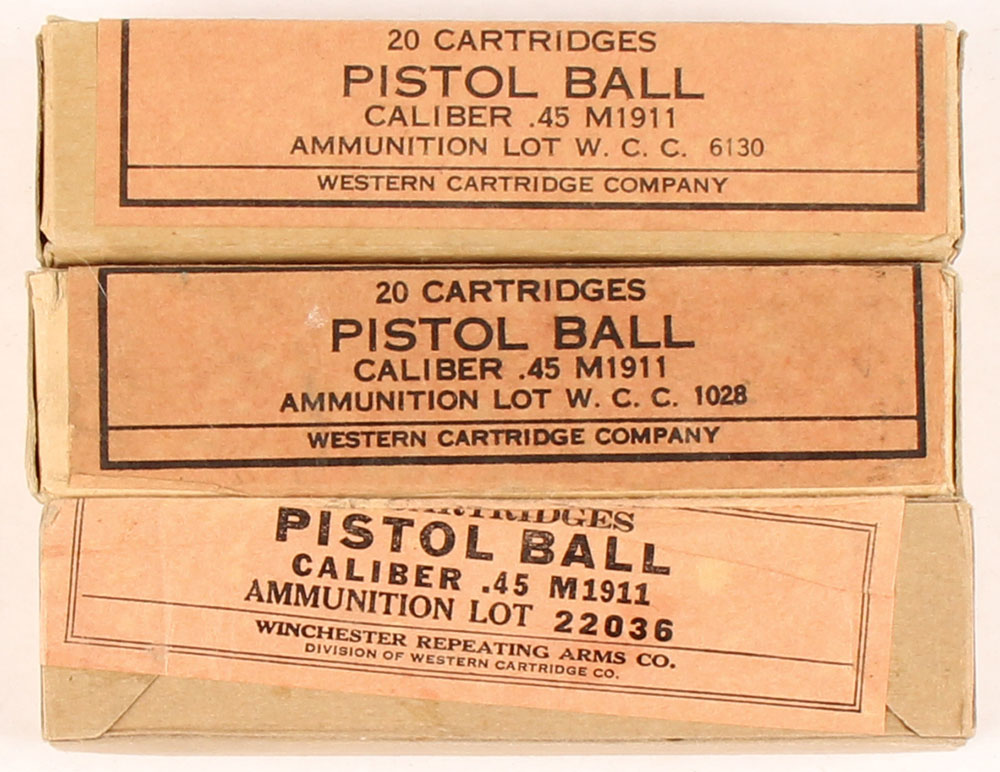 20 CARTRIDGES
PISTOL BALL
CALIBER .45 M1911
AMMUNITION LOT W. C. C. 6130
WESTERN CARTRIDGE COMPANY
20 CARTRIDGES
PISTOL BALL
CALIBER .45 M1911
AMMUNITION LOT W. C. C. 1028
WESTERN CARTRIDGE COMPANY
CARTRIDGES
PISTOL BALL
CALIBER .45 M1911
AMMUNITION LOT 22036
WINCHESTER REPEATING ARMS CO.
DIVISION OF WESTERN CARTRIDGE CO.